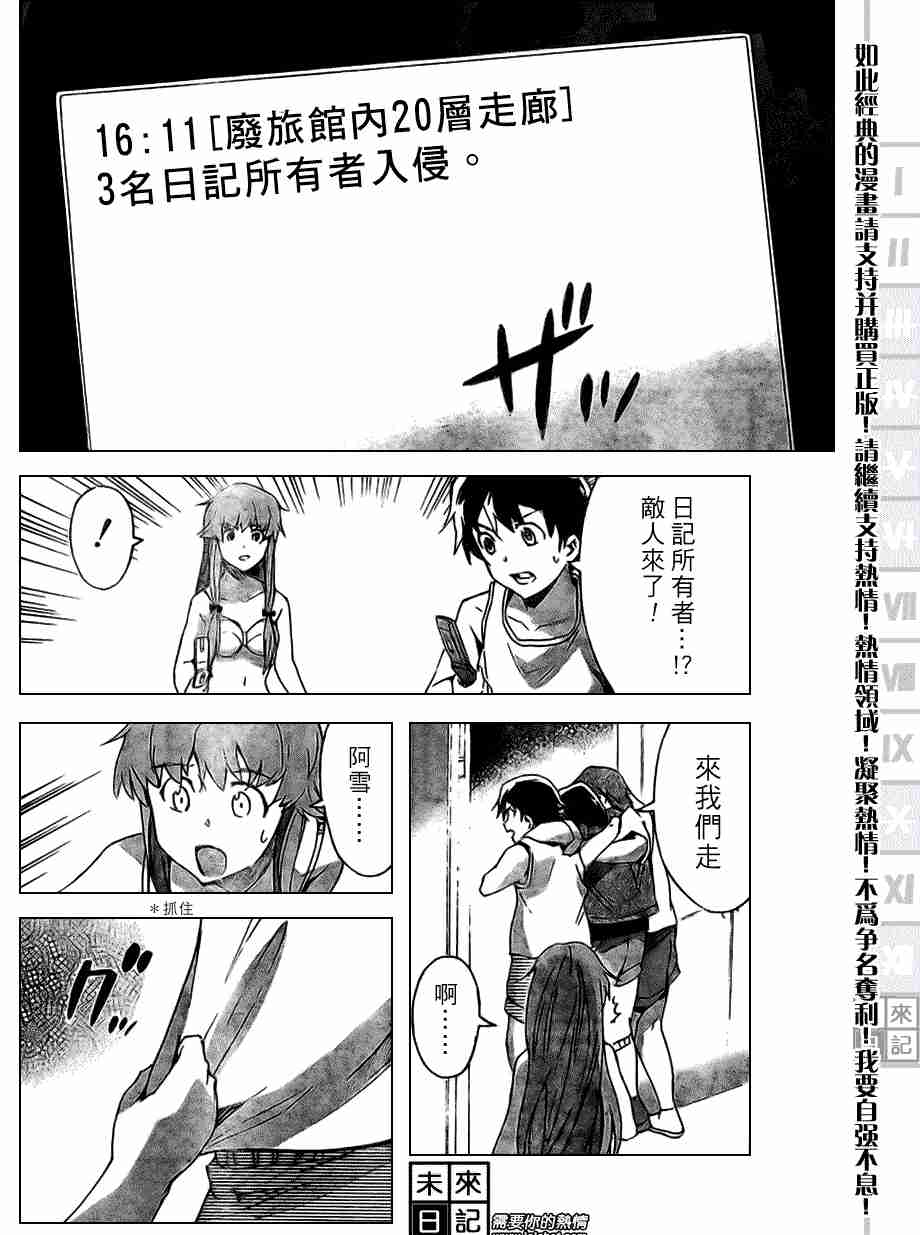 16:11[廢旅館內20層走廊]
3名日記所有者入侵。
ザッ
日記所有者…!?
敵人來了！
！
來我們走
啊……
阿雪……
＊抓住
グッ
未來
日記
需要你的熱情
如此經典的漫畫請支持并購買正版！請繼續支持熱情！熱情領域！凝聚熱情！不爲争名奪利！我要自强不息！
I
II
III
IV
V
VI
VII
VIII
IX
X
XI
XII
來
記